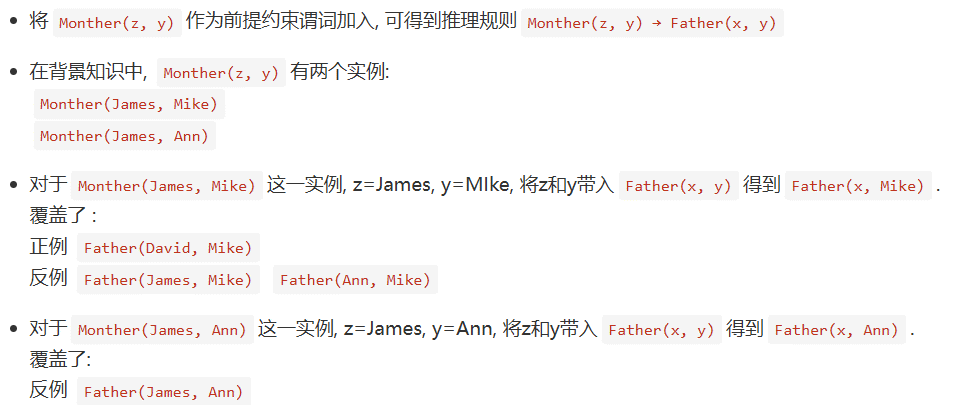 将 Monther(z, y) 作为前提约束谓词加入, 可得到推理规则 Monther(z, y) → Father(x, y)
在背景知识中, Monther(z, y) 有两个实例:
Monther(James, Mike)
Monther(James, Ann)
对于 Monther(James, Mike) 这一实例, z=James, y=MIke, 将z和y带入 Father(x, y) 得到 Father(x, Mike) .
覆盖了 :
正例 Father(David, Mike)
反例 Father(James, Mike) Father(Ann, Mike)
对于 Monther(James, Ann) 这一实例, z=James, y=Ann, 将z和y带入 Father(x, y) 得到 Father(x, Ann) .
覆盖了:
反例 Father(James, Ann)